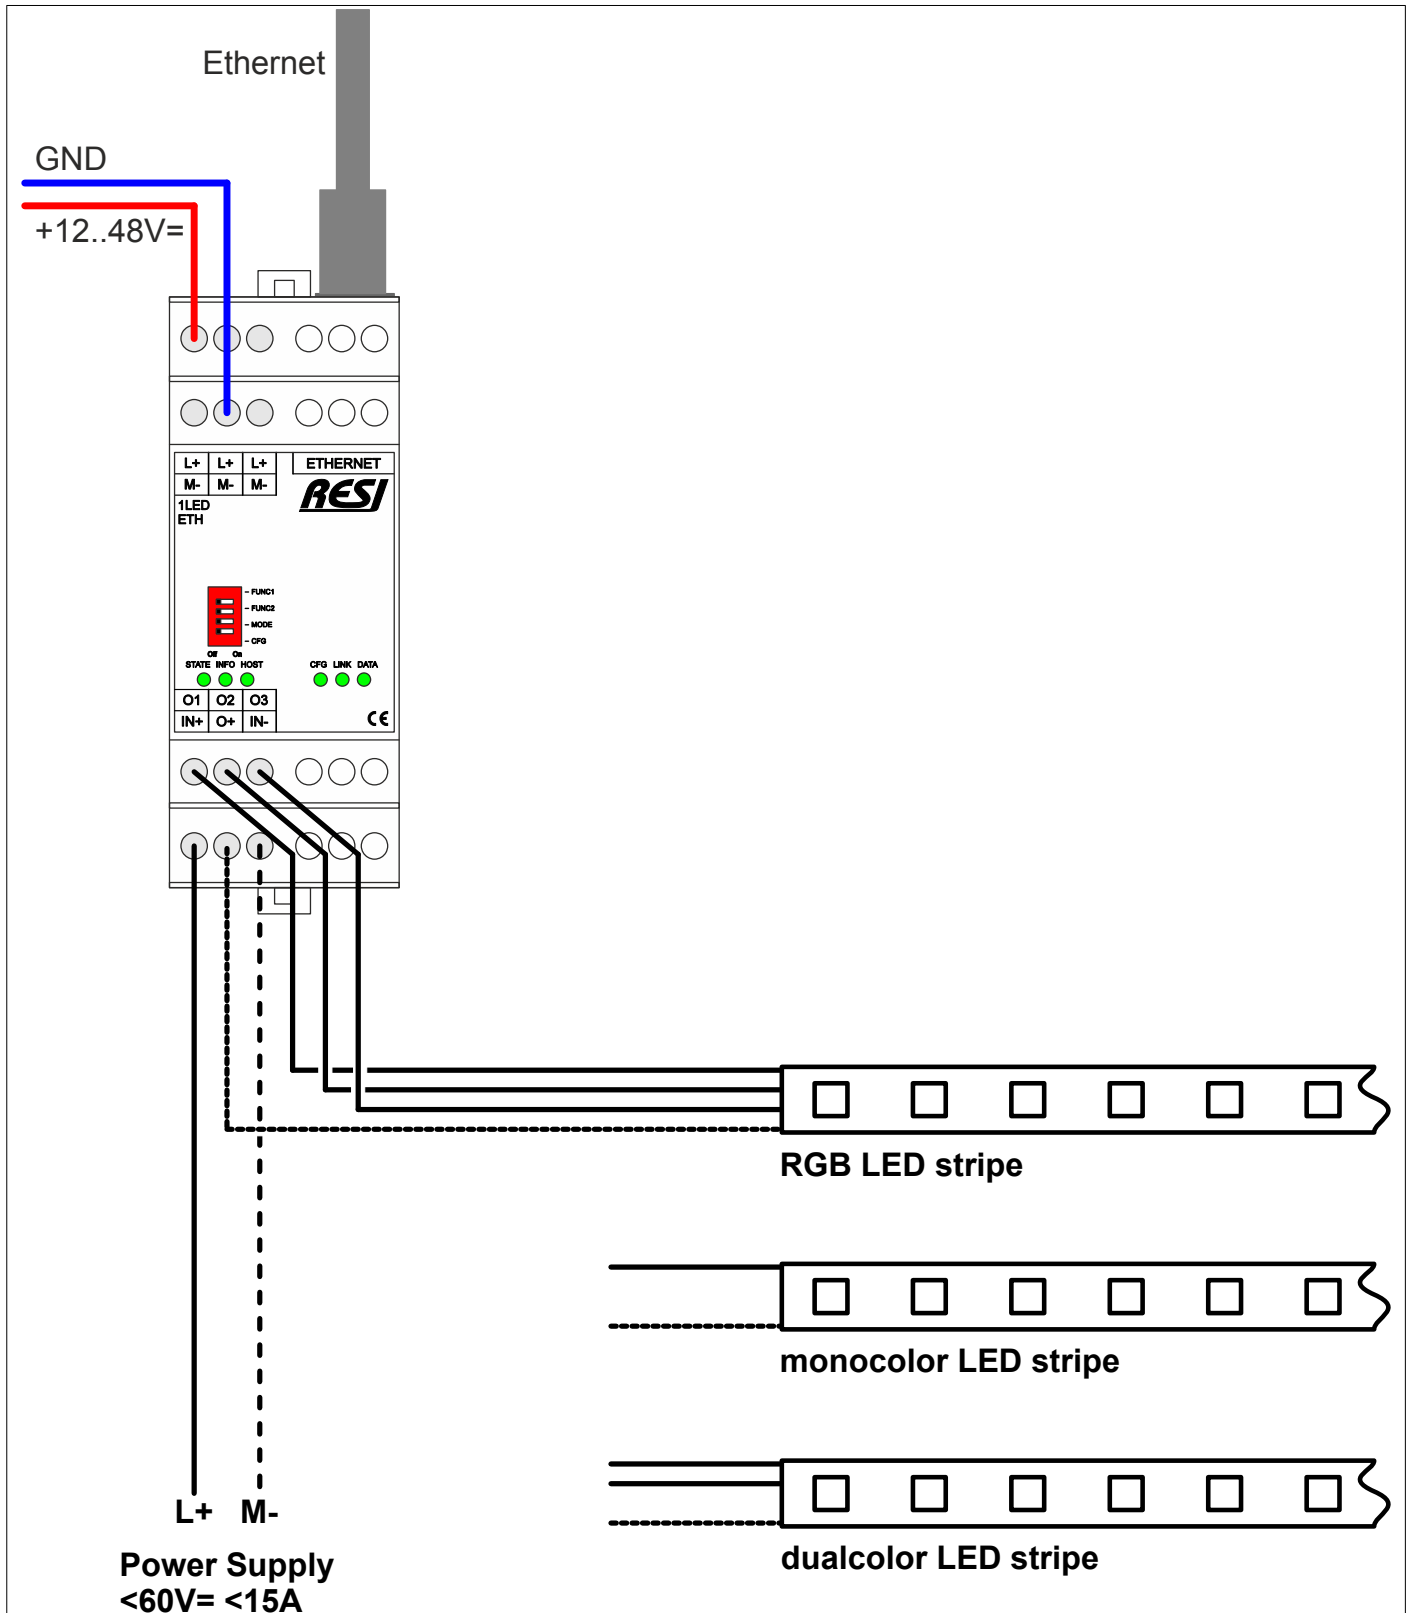 Ethernet
GND
+12..48V=
L+ L+ L+ ETHERNET
M- M- M- RESI
1LED
ETH
FUNC1
FUNC2
MODE
CFG
Off On
STATE INFO HOST CFG LINK DATA
O1 O2 O3
IN+ O+ IN- CE
RGB LED stripe
monocolor LED stripe
L+ M-
dualcolor LED stripe
Power Supply
<60V= <15A